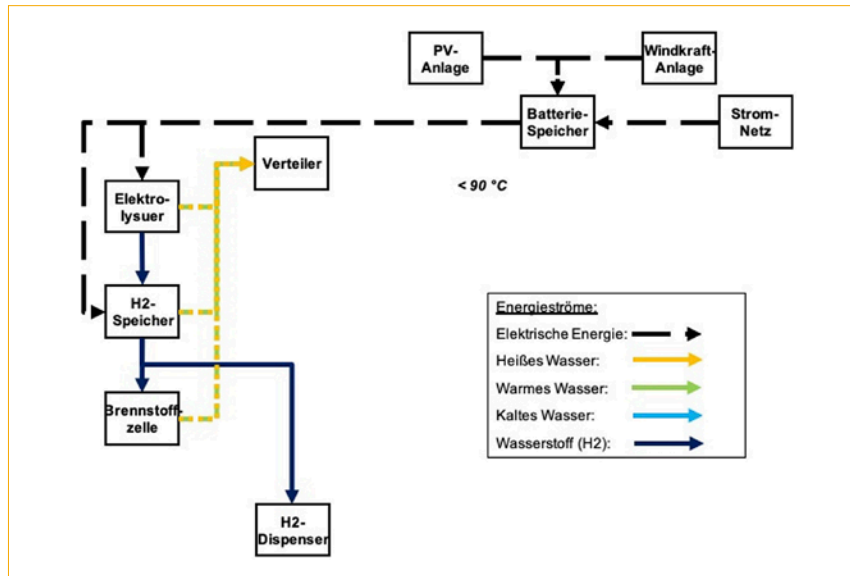 PV-
Anlage
Windkraft-
Anlage
Batterie-
Speicher
Strom-
Netz
Verteiler
< 90 °C
Elektro-
lysuer
H2-
Speicher
Brennstoff-
zelle
H2-
Dispenser
Energieströme:
Elektrische Energie:
Heißes Wasser:
Warmes Wasser:
Kaltes Wasser:
Wasserstoff (H2):